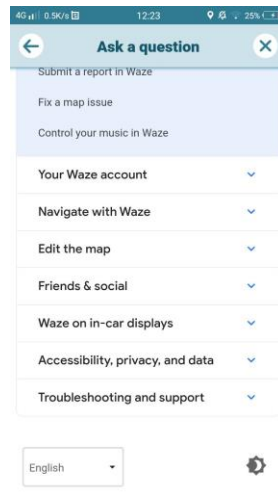 4G 0.5K/s 12:23 25%
Ask a question
Submit a report in Waze
Fix a map issue
Control your music in Waze
Your Waze account
Navigate with Waze
Edit the map
Friends & social
Waze on in-car displays
Accessibility, privacy, and data
Troubleshooting and support
English